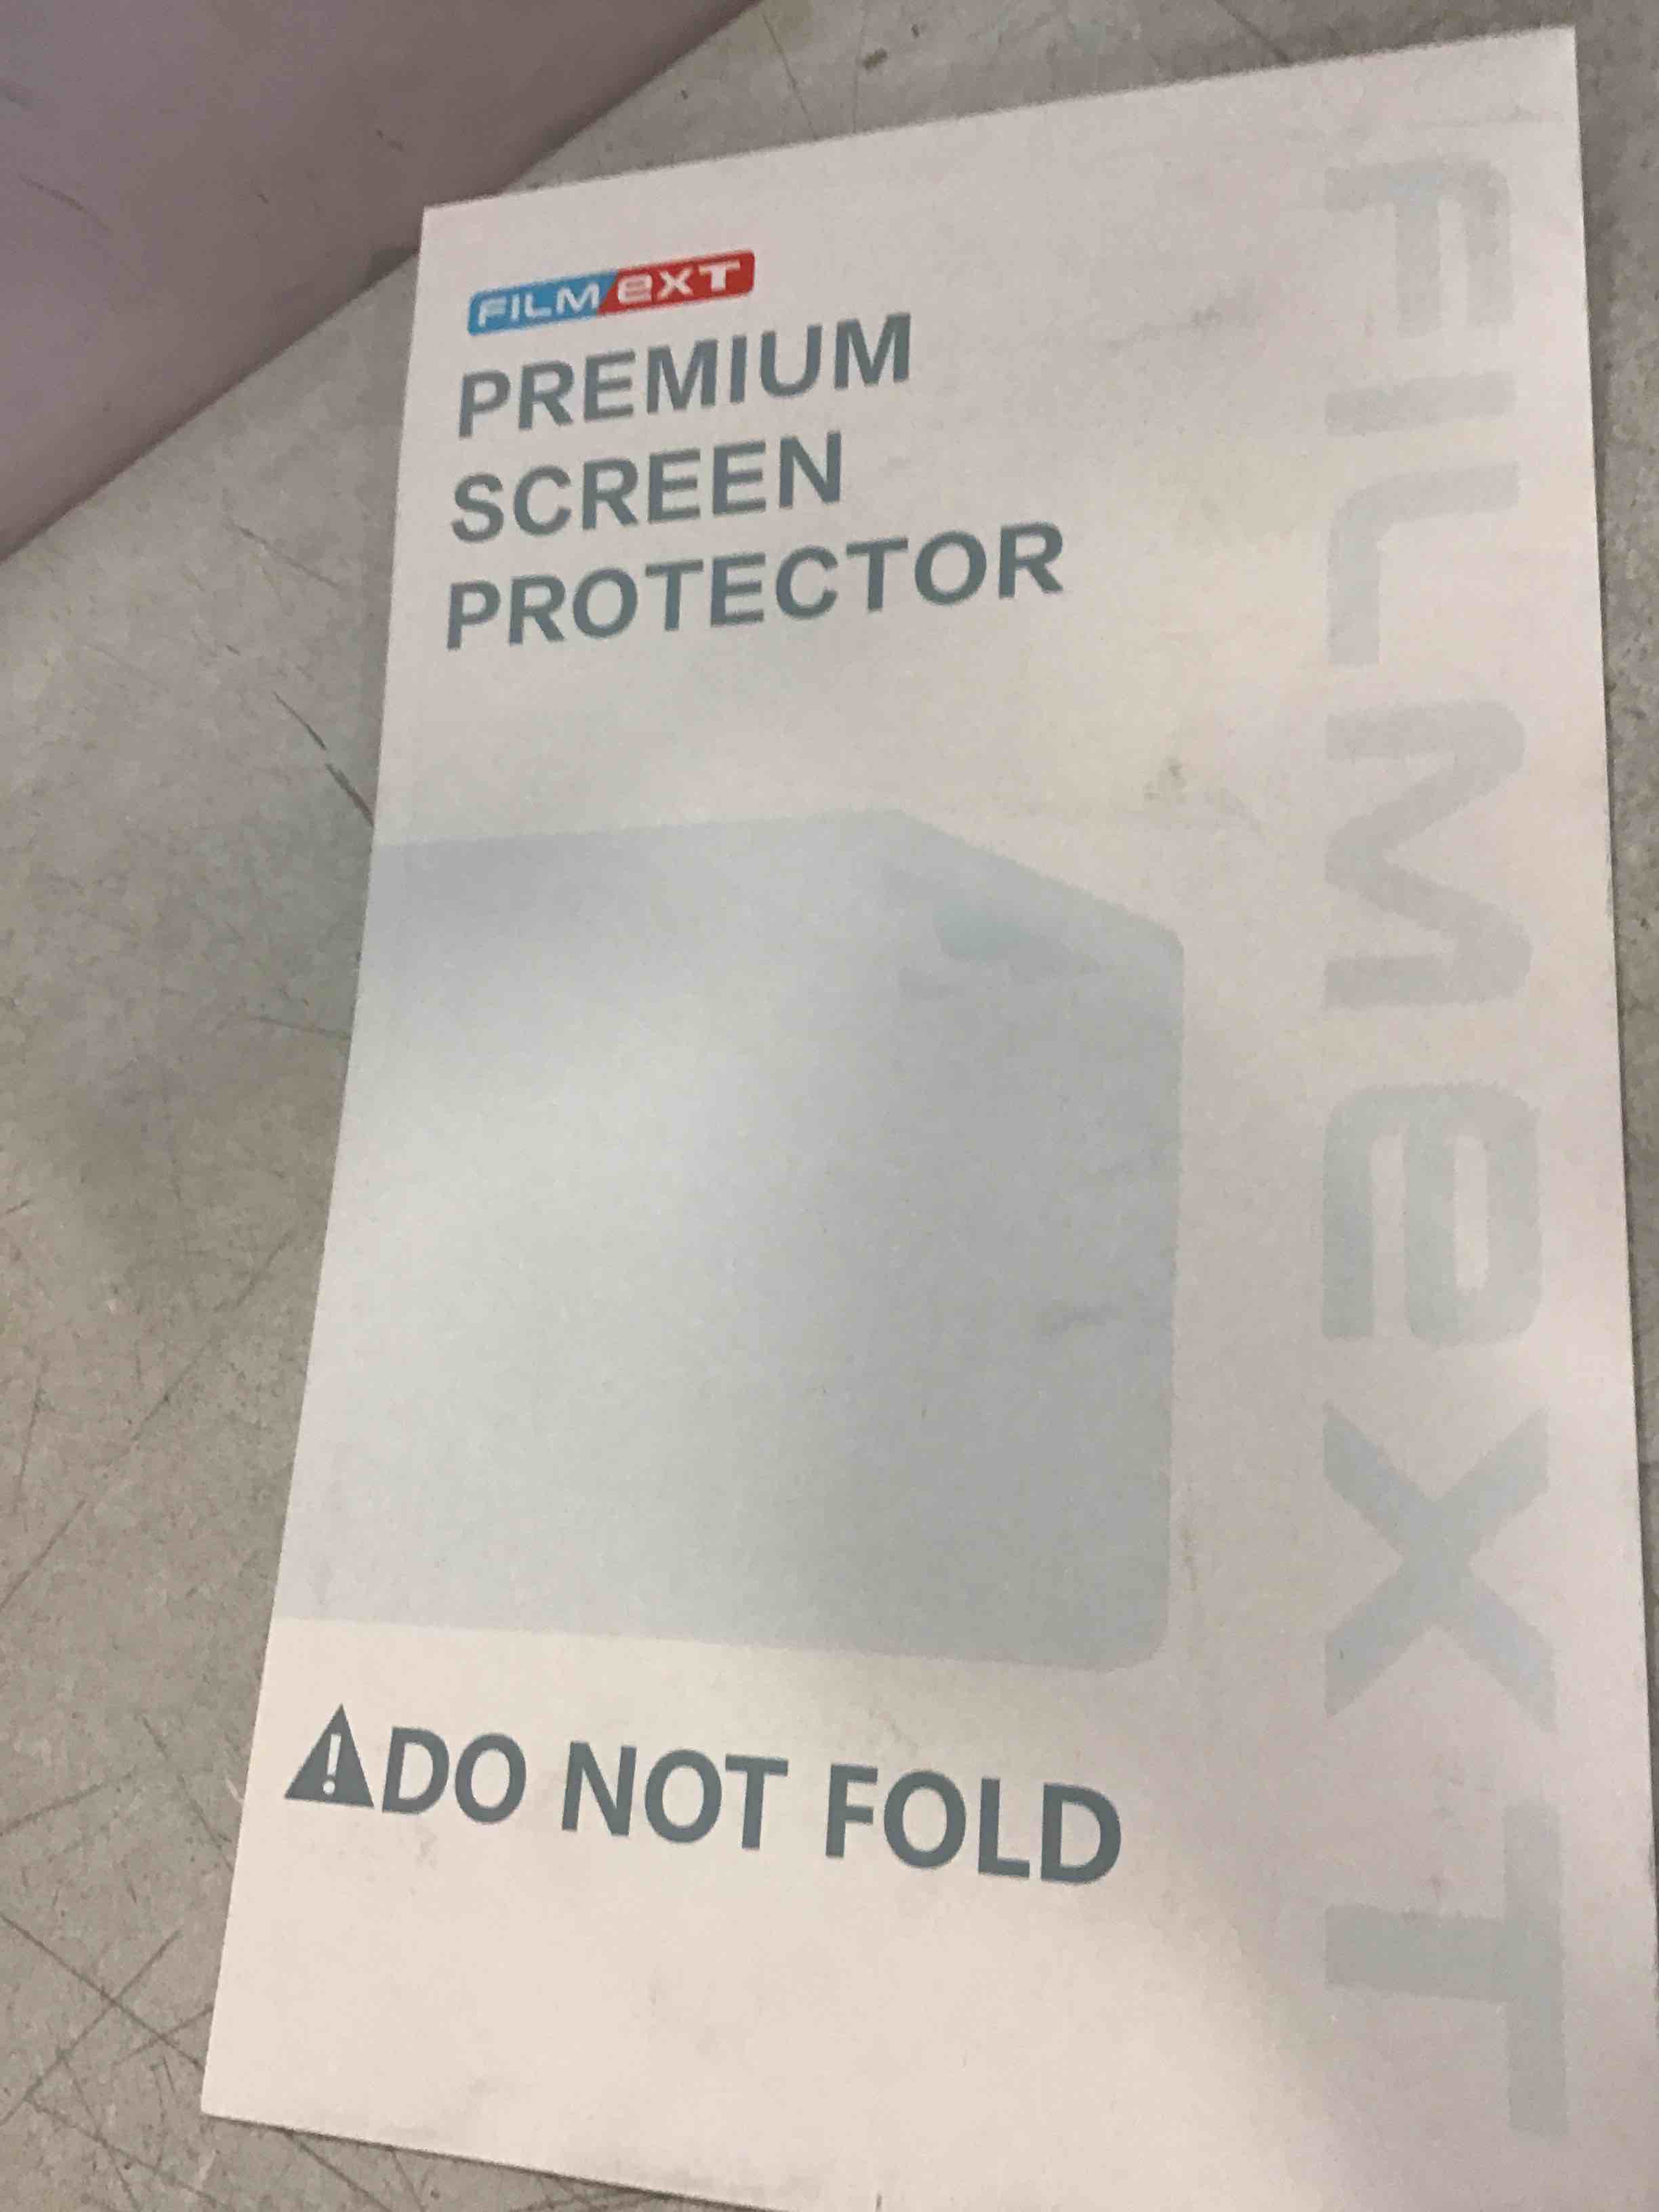 FILMeXT
PREMIUM
SCREEN
PROTECTOR
FILMeXT
DO NOT FOLD